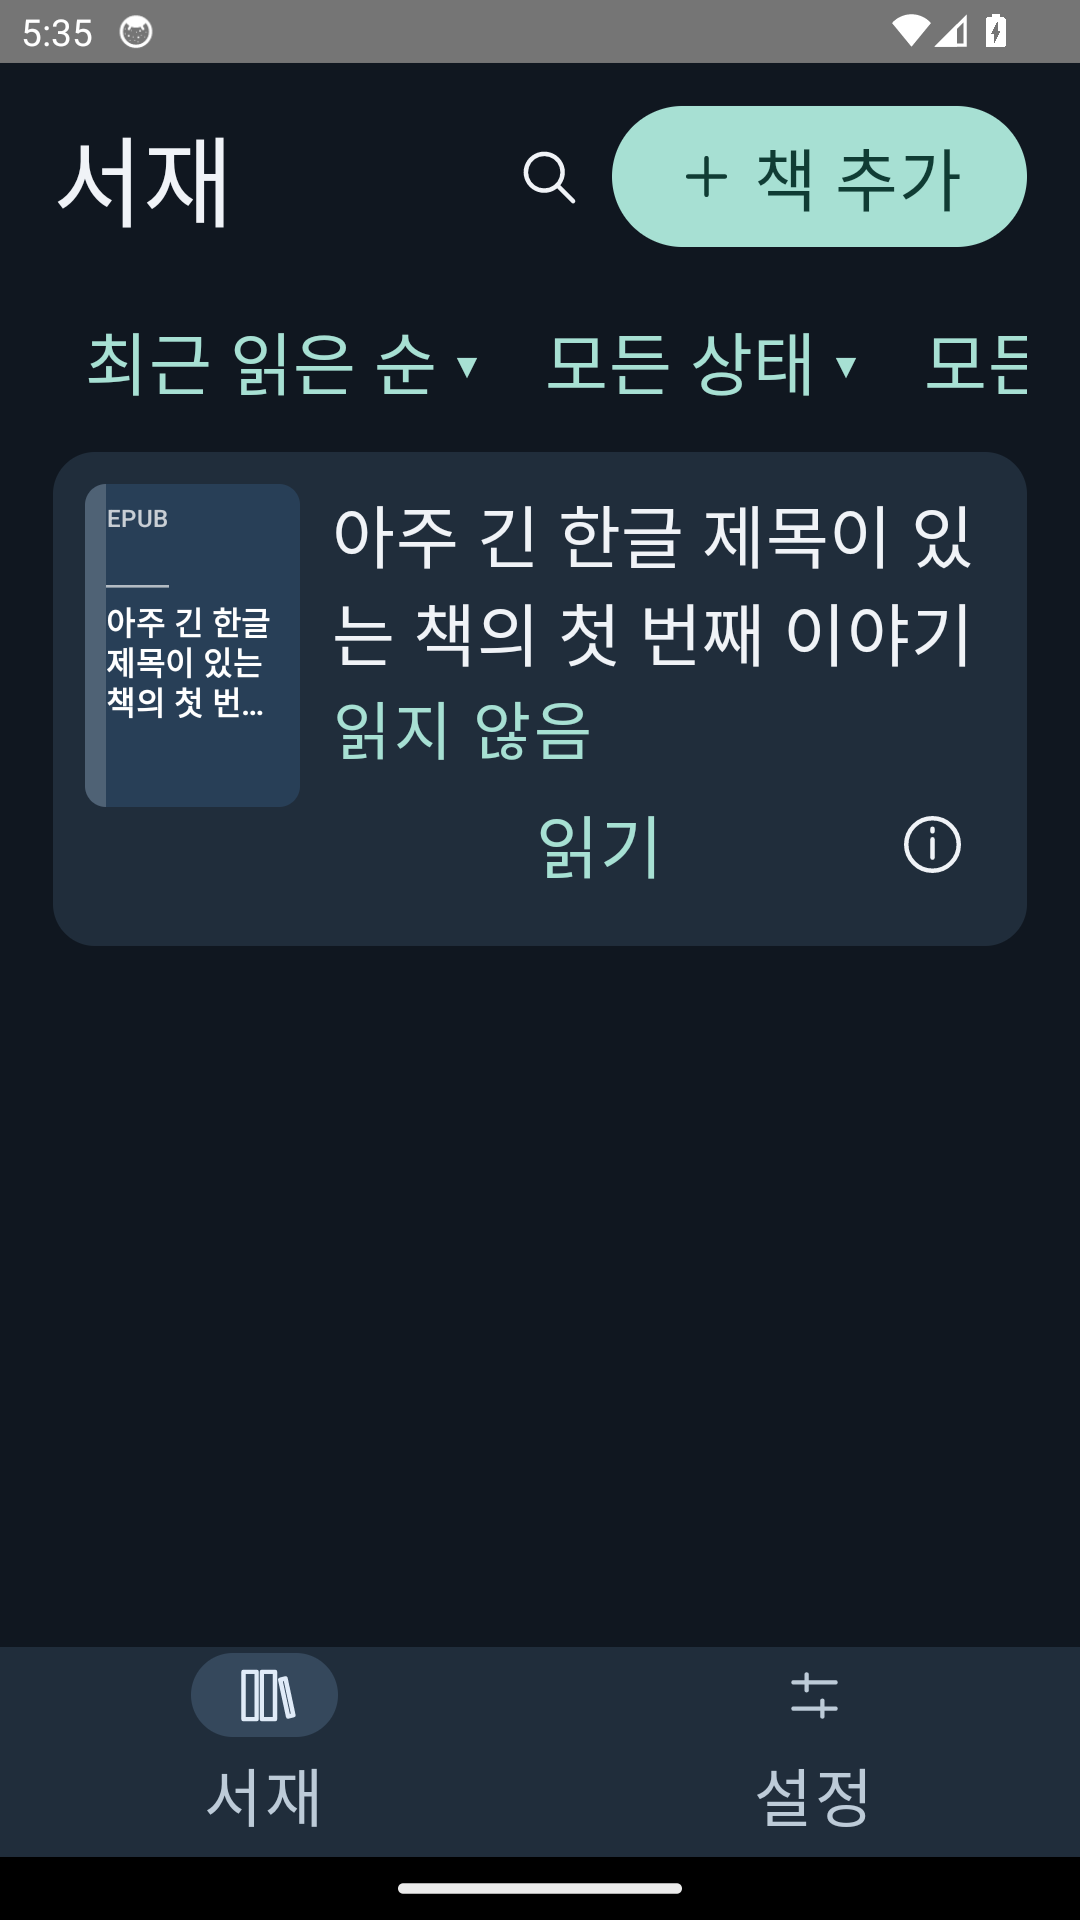 5:35
서재
+ 책 추가
최근 읽은 순 ▼ 모든 상태 ▼ 모든
EPUB
아주 긴 한글
제목이 있는
책의 첫 번...
아주 긴 한글 제목이 있
는 책의 첫 번째 이야기
읽지 않음
읽기
서재 설정